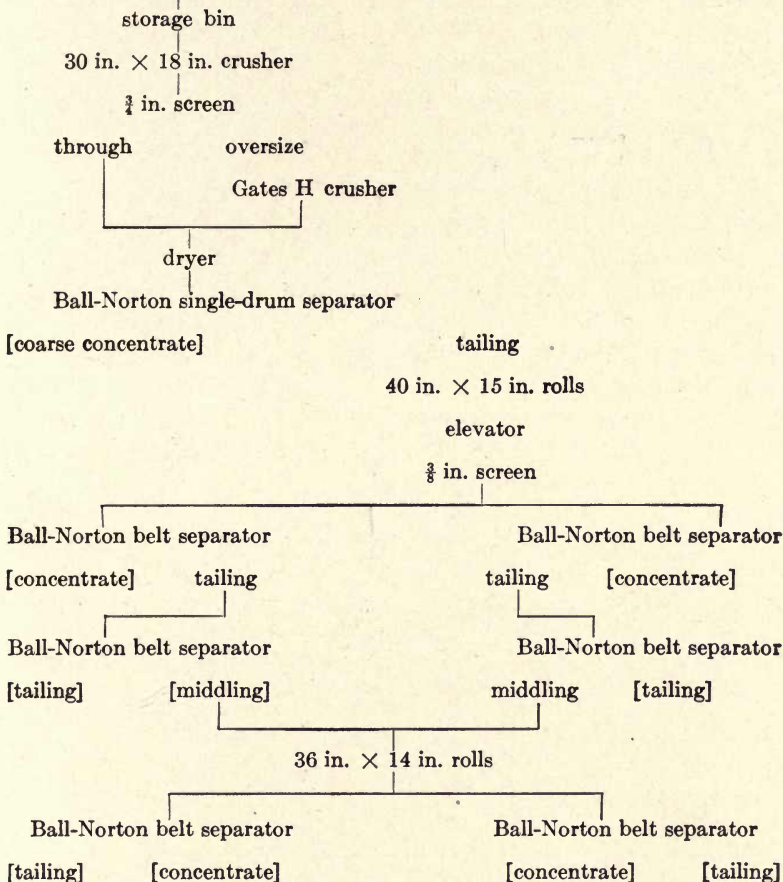 storage bin
30 in. × 18 in. crusher
¾ in. screen
through oversize
Gates H crusher
dryer
Ball-Norton single-drum separator
[coarse concentrate] tailing
40 in. × 15 in. rolls
elevator
⅜ in. screen
Ball-Norton belt separator Ball-Norton belt separator
[concentrate] tailing tailing [concentrate]
Ball-Norton belt separator Ball-Norton belt separator
[tailing] [middling] middling [tailing]
36 in. × 14 in. rolls
Ball-Norton belt separator Ball-Norton belt separator
[tailing] [concentrate] [concentrate] [tailing]